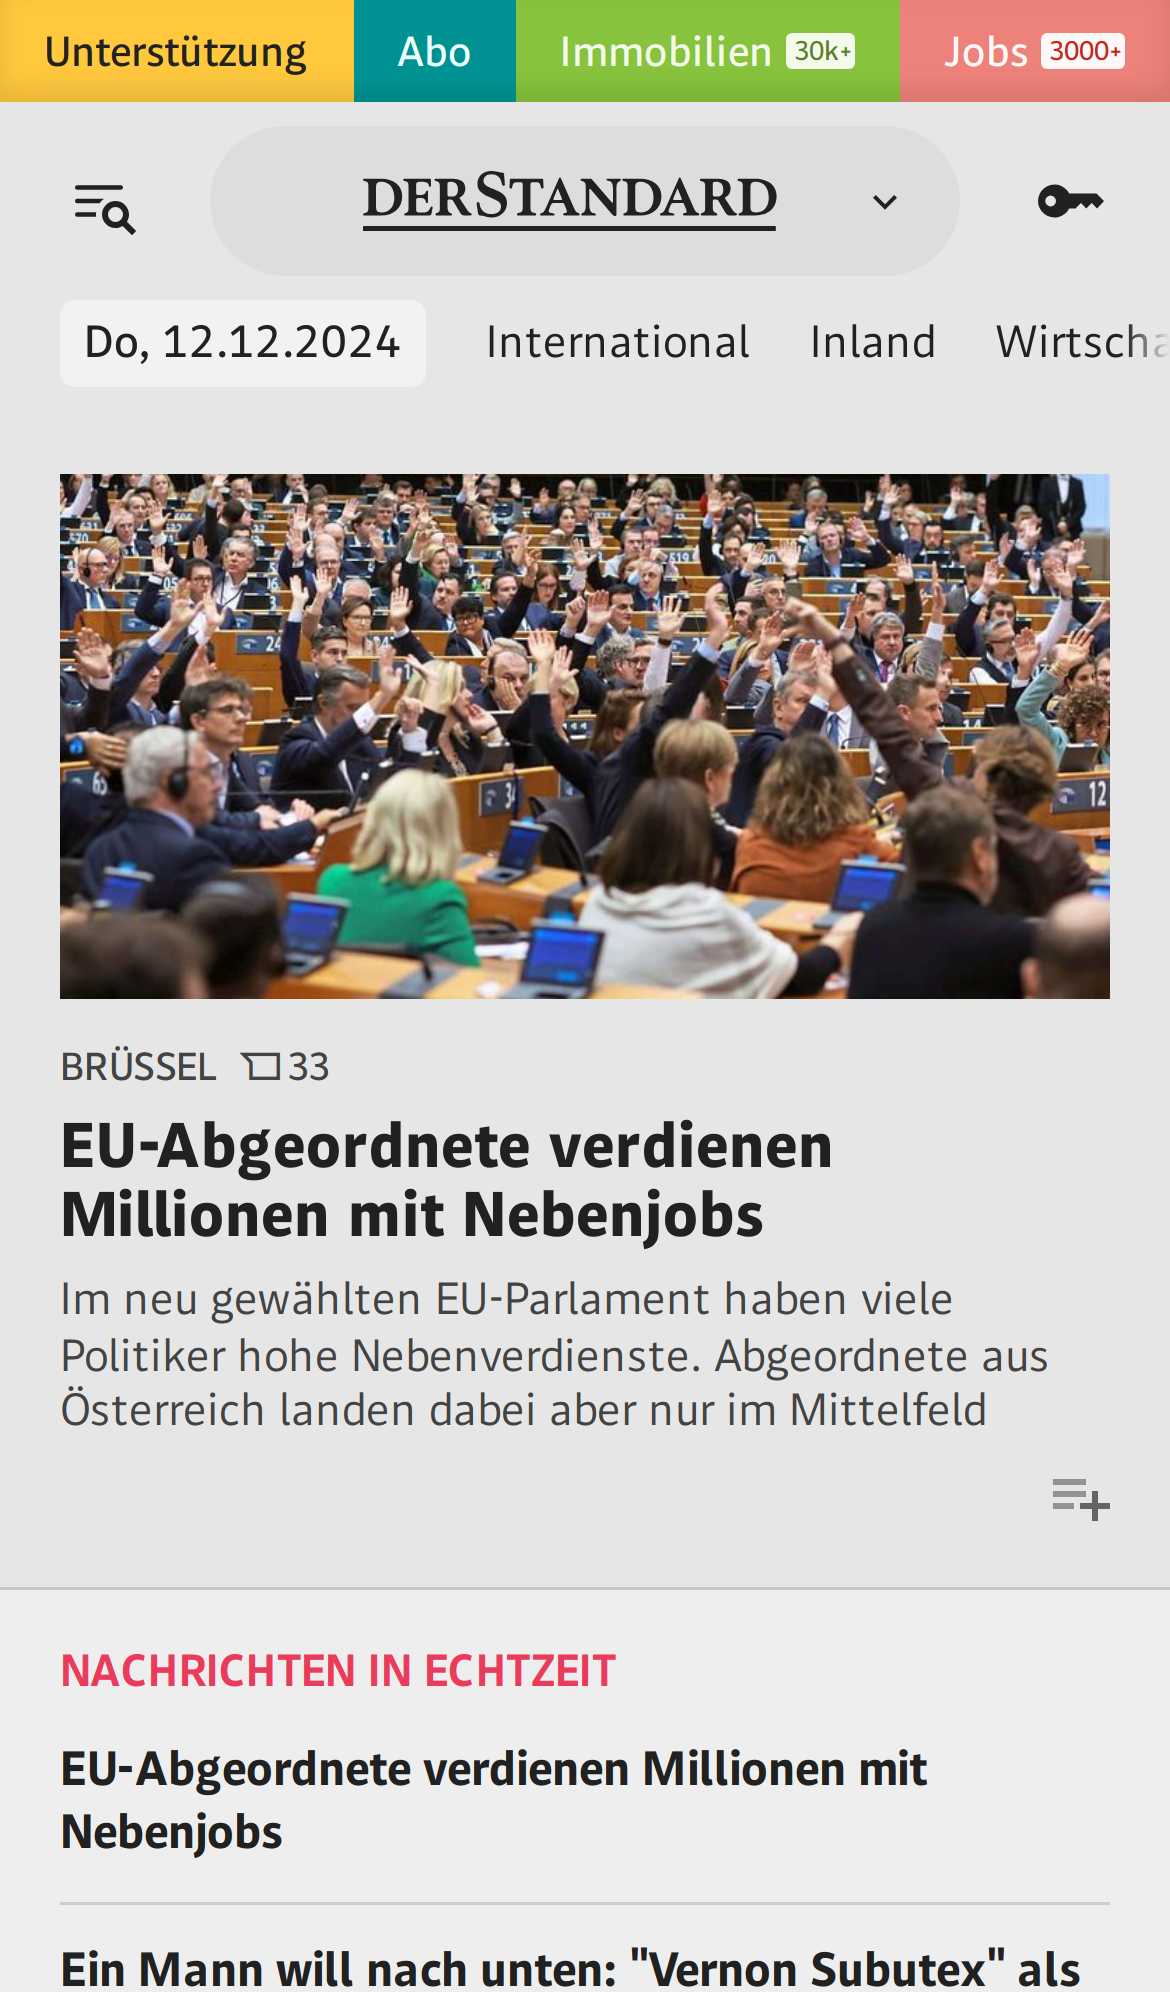 Unterstützung Abo Immobilien 30k+ Jobs 3000+
DERSTANDARD
Do, 12.12.2024 International Inland Wirtscha
BRÜSSEL 33
EU-Abgeordnete verdienen
Millionen mit Nebenjobs
Im neu gewählten EU-Parlament haben viele
Politiker hohe Nebenverdienste. Abgeordnete aus
Österreich landen dabei aber nur im Mittelfeld
NACHRICHTEN IN ECHTZEIT
EU-Abgeordnete verdienen Millionen mit
Nebenjobs
Ein Mann will nach unten: "Vernon Subutex" als